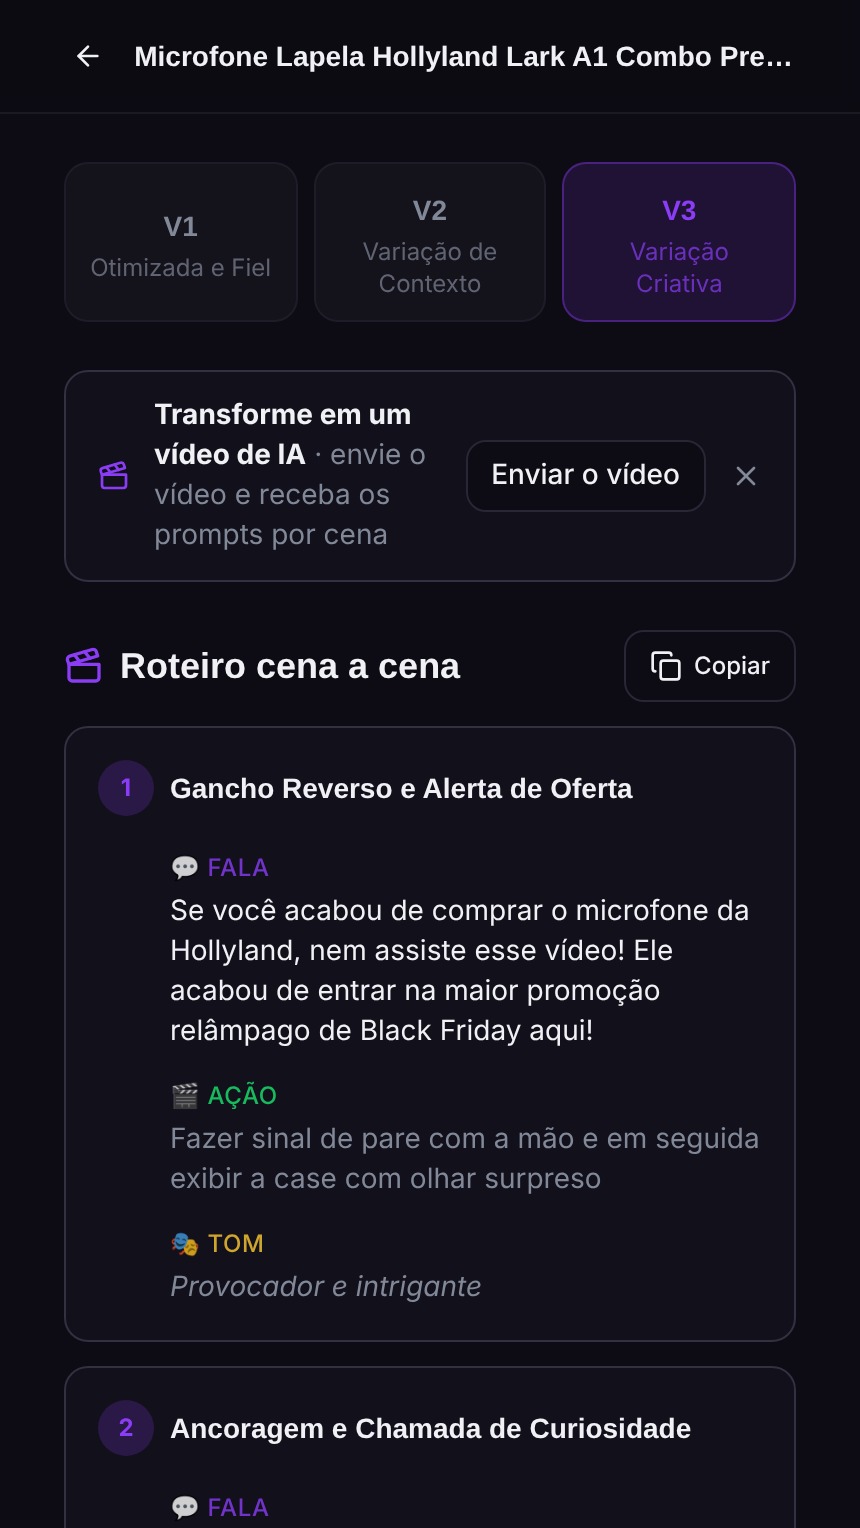 Microfone Lapela Hollyland Lark A1 Combo Pre...
V1
Otimizada e Fiel
V2
Variação de
Contexto
V3
Variação
Criativa
Transforme em um
vídeo de IA · envie o
vídeo e receba os
prompts por cena
Enviar o vídeo
Roteiro cena a cena
Copiar
1
Gancho Reverso e Alerta de Oferta
💬 FALA
Se você acabou de comprar o microfone da
Hollyland, nem assiste esse vídeo! Ele
acabou de entrar na maior promoção
relâmpago de Black Friday aqui!
🎬 AÇÃO
Fazer sinal de pare com a mão e em seguida
exibir a case com olhar surpreso
🎭 TOM
Provocador e intrigante
2
Ancoragem e Chamada de Curiosidade
💬 FALA